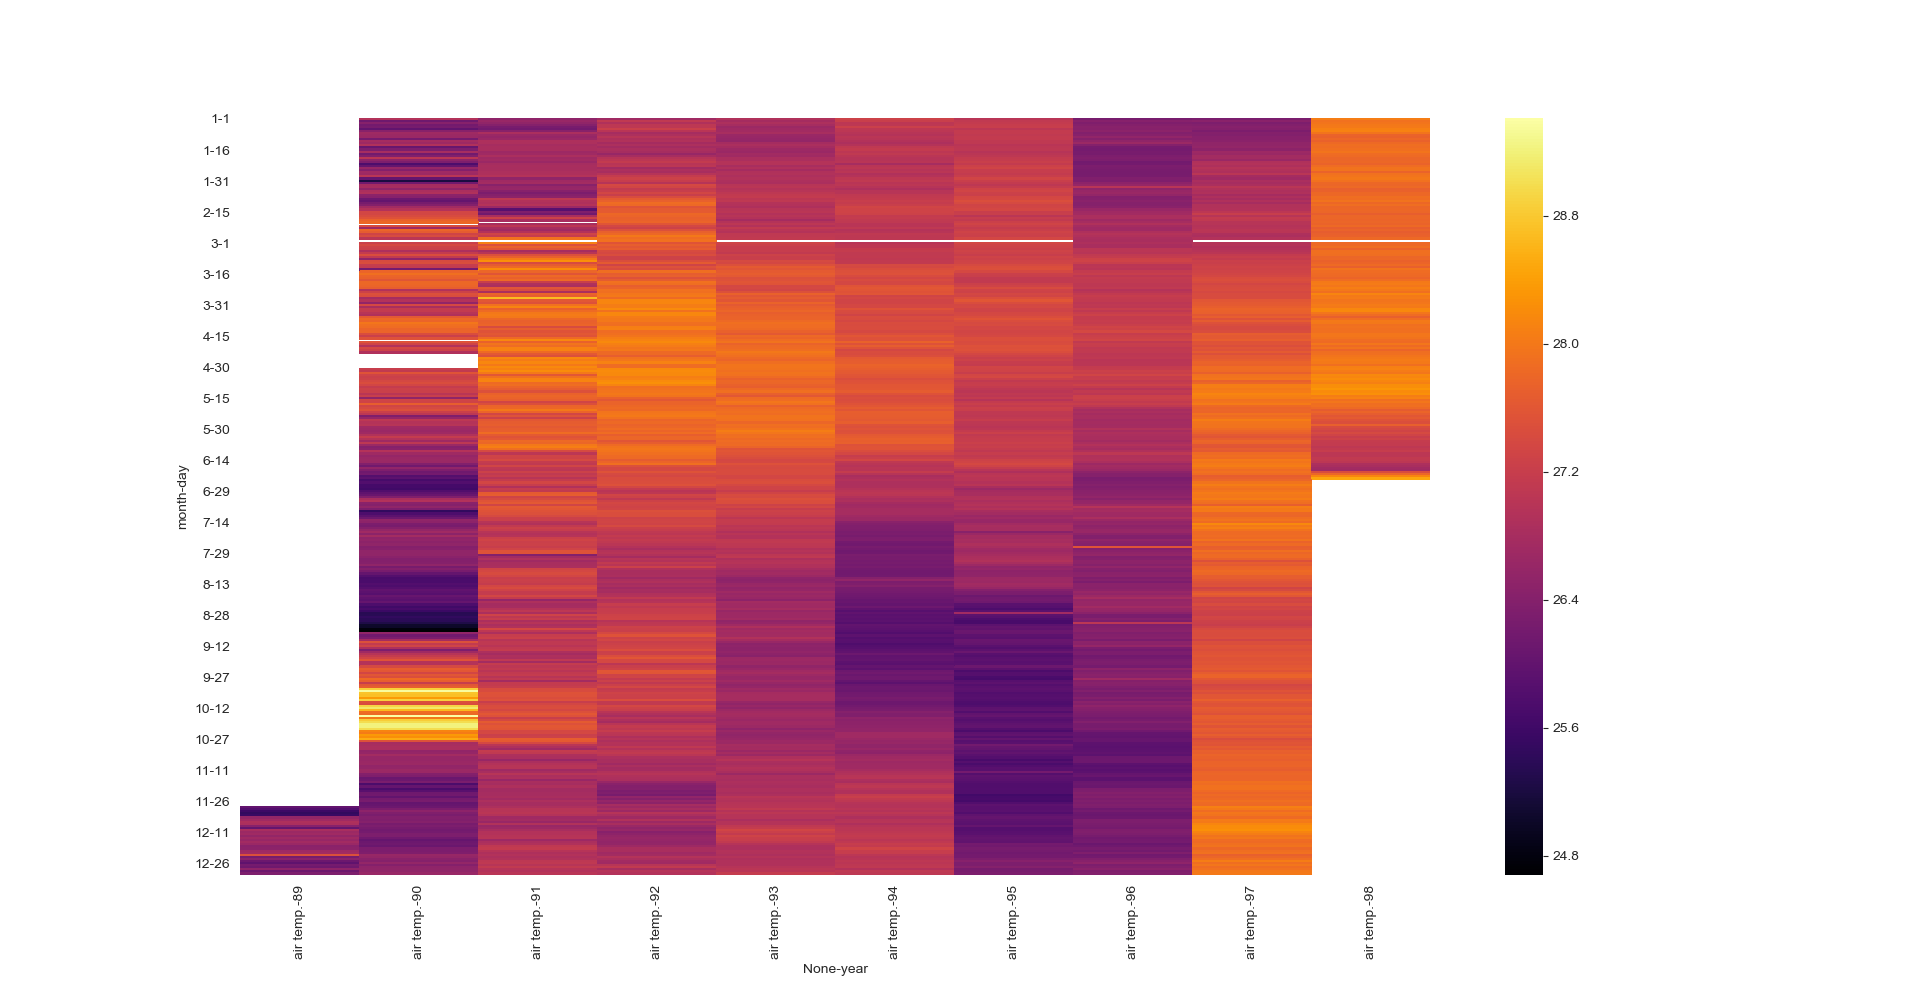 1-1
1-16
1-31
2-15
3-1
3-16
3-31
4-15
4-30
5-15
5-30
6-14
6-29
7-14
7-29
8-13
8-28
9-12
9-27
10-12
10-27
11-11
11-26
12-11
12-26
month-day
air temp.-89
air temp.-90
air temp.-91
air temp.-92
air temp.-93
air temp.-94
air temp.-95
air temp.-96
air temp.-97
air temp.-98
None-year
28.8
28.0
27.2
26.4
25.6
24.8